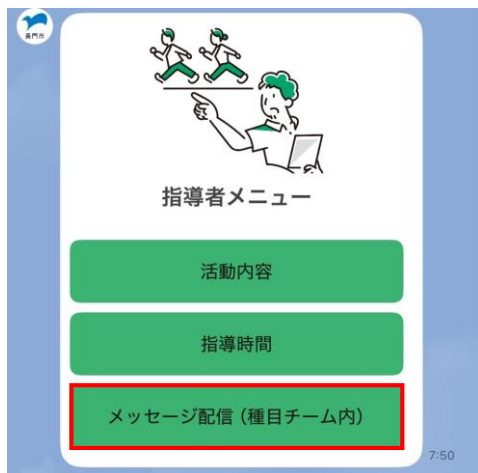 長門市
指導者メニュー
活動内容
指導時間
メッセージ配信（種目チーム内）
7:50